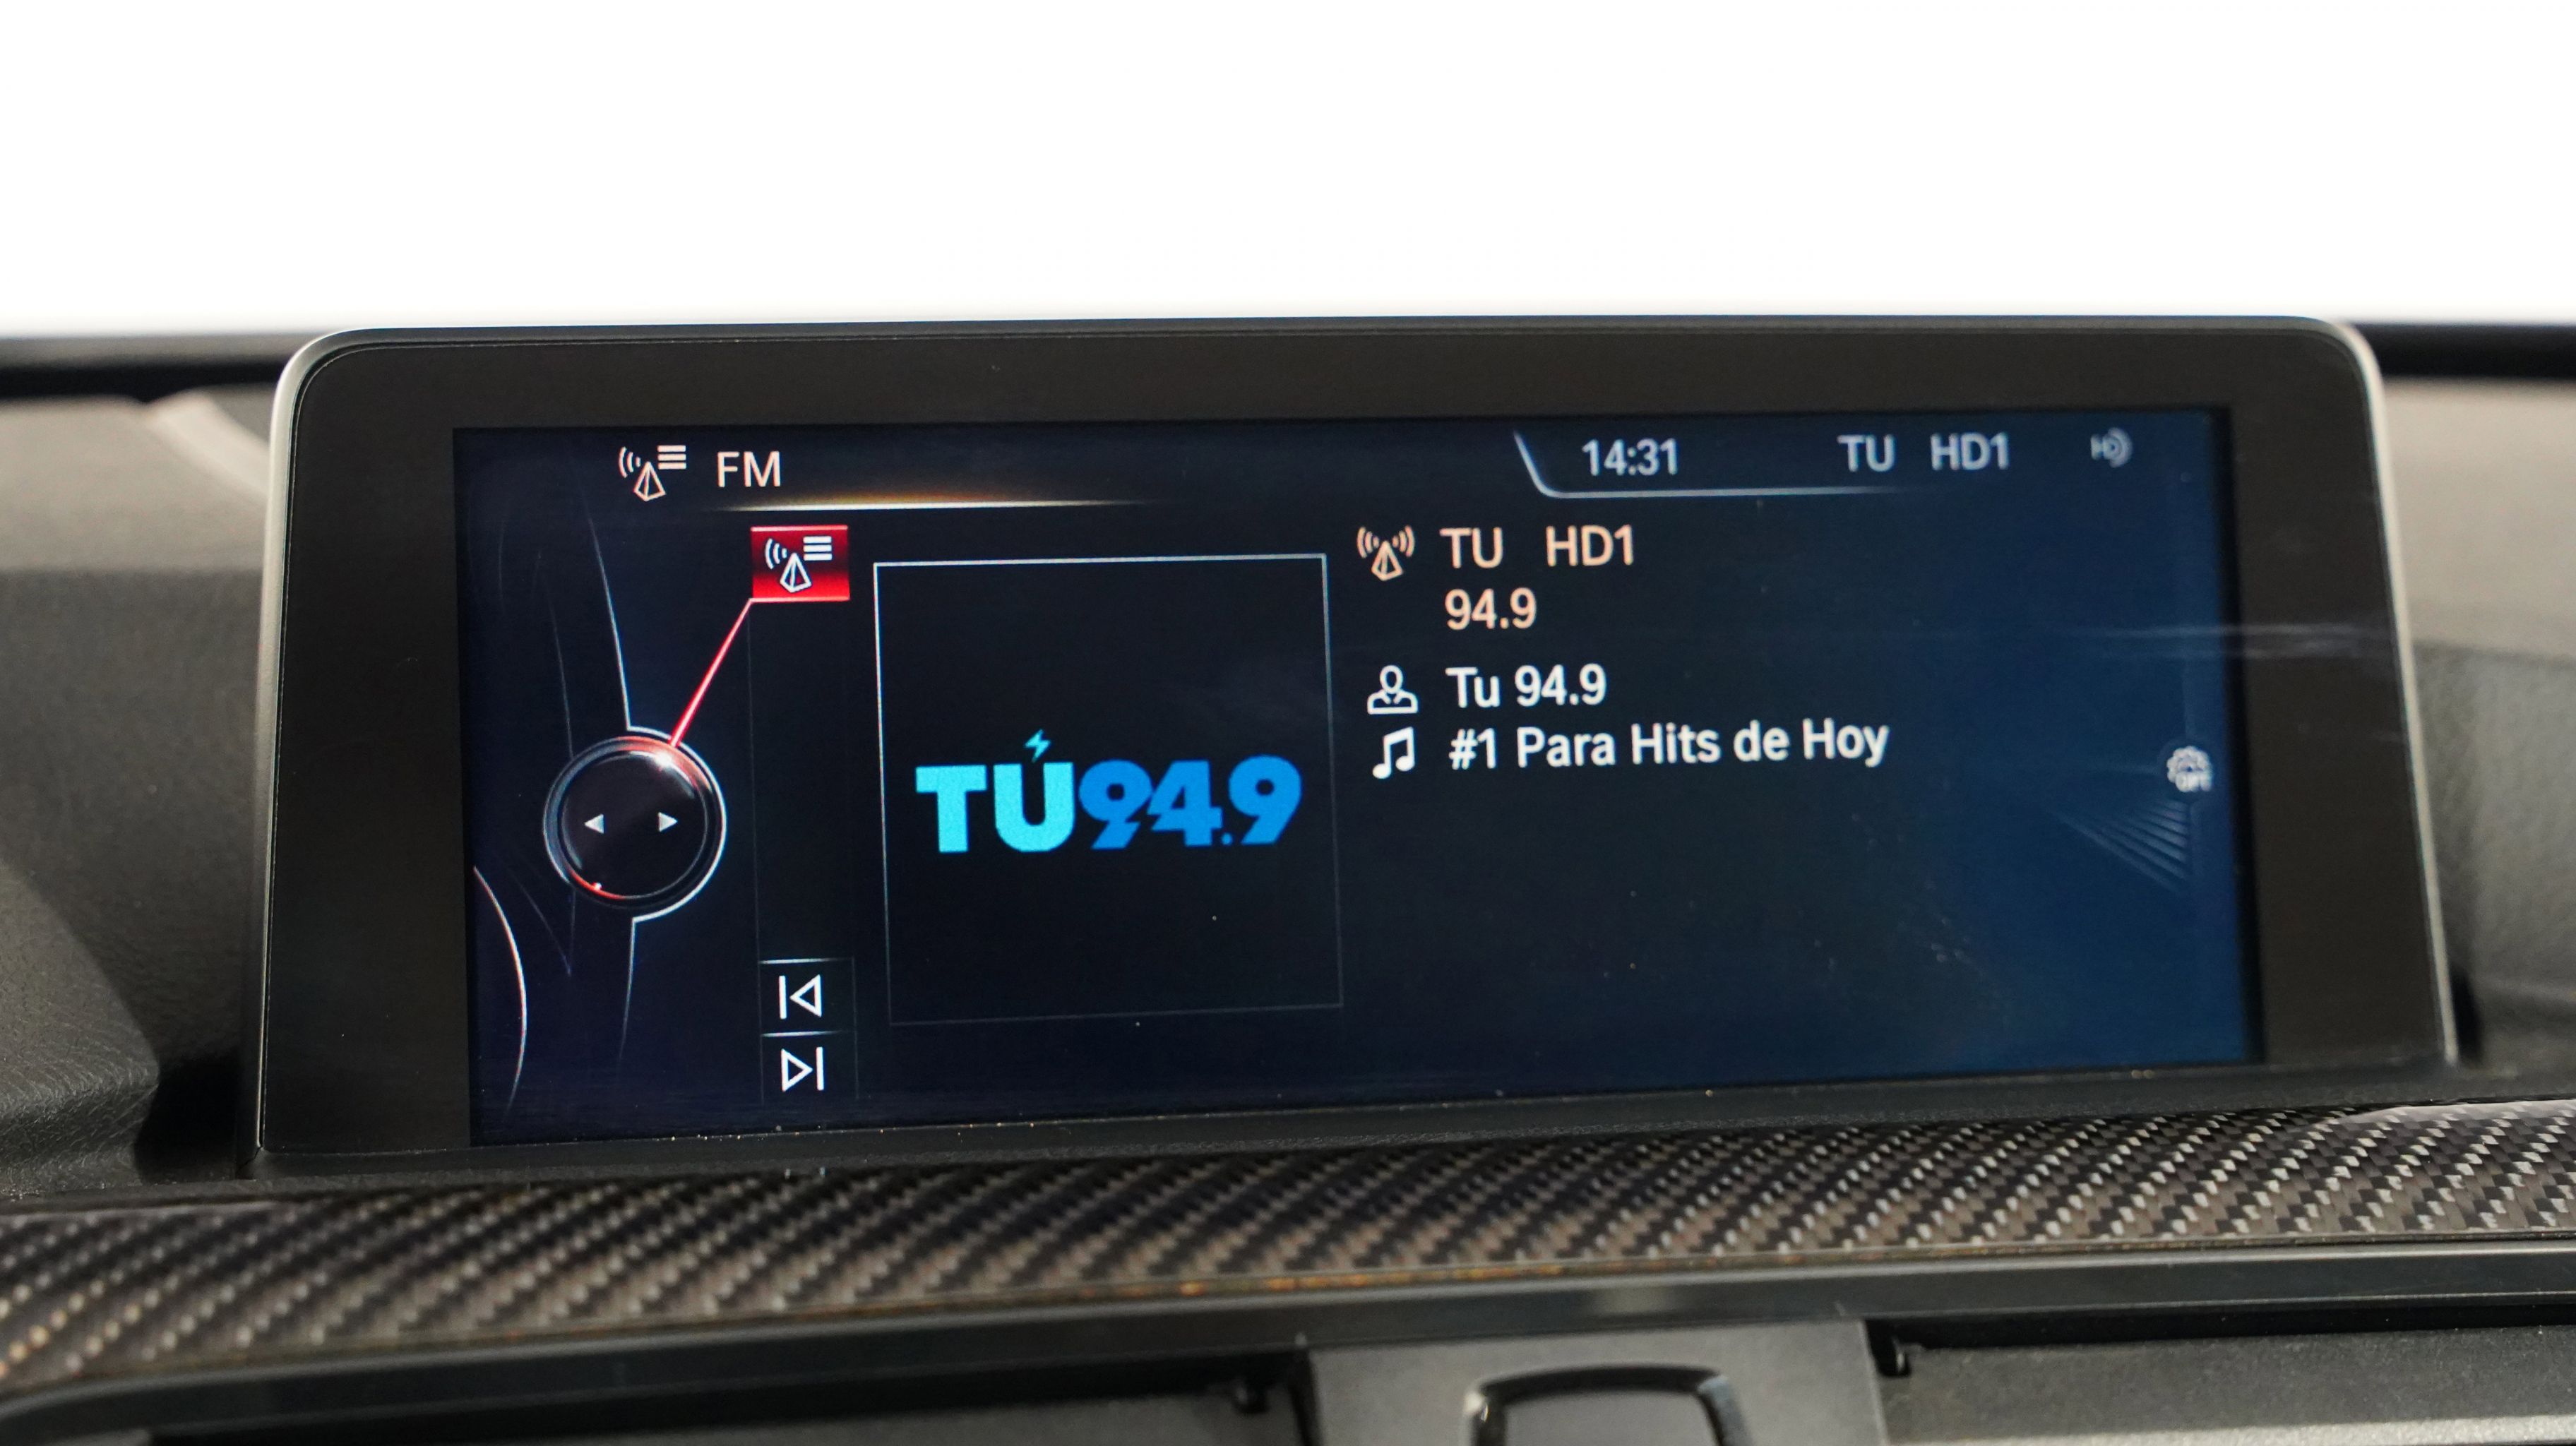 FM
14:31 TU HD1
TU HD1
94.9
Tu 94.9
#1 Para Hits de Hoy
TÚ94.9